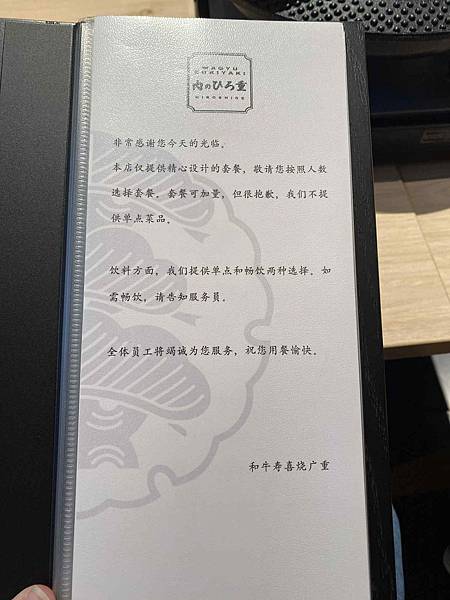 WAGYU
SUKIYAKI
肉のひろ重
HIROSHIGE
非常感谢您今天的光临。
本店仅提供精心设计的套餐，敬请您按照人数
选择套餐。套餐可加量，但很抱歉，我们不提
供单点菜品。
饮料方面，我们提供单点和畅饮两种选择。如
需畅饮，请告知服务員。
全体员工将竭诚为您服务，祝您用餐愉快。
和牛寿喜烧广重